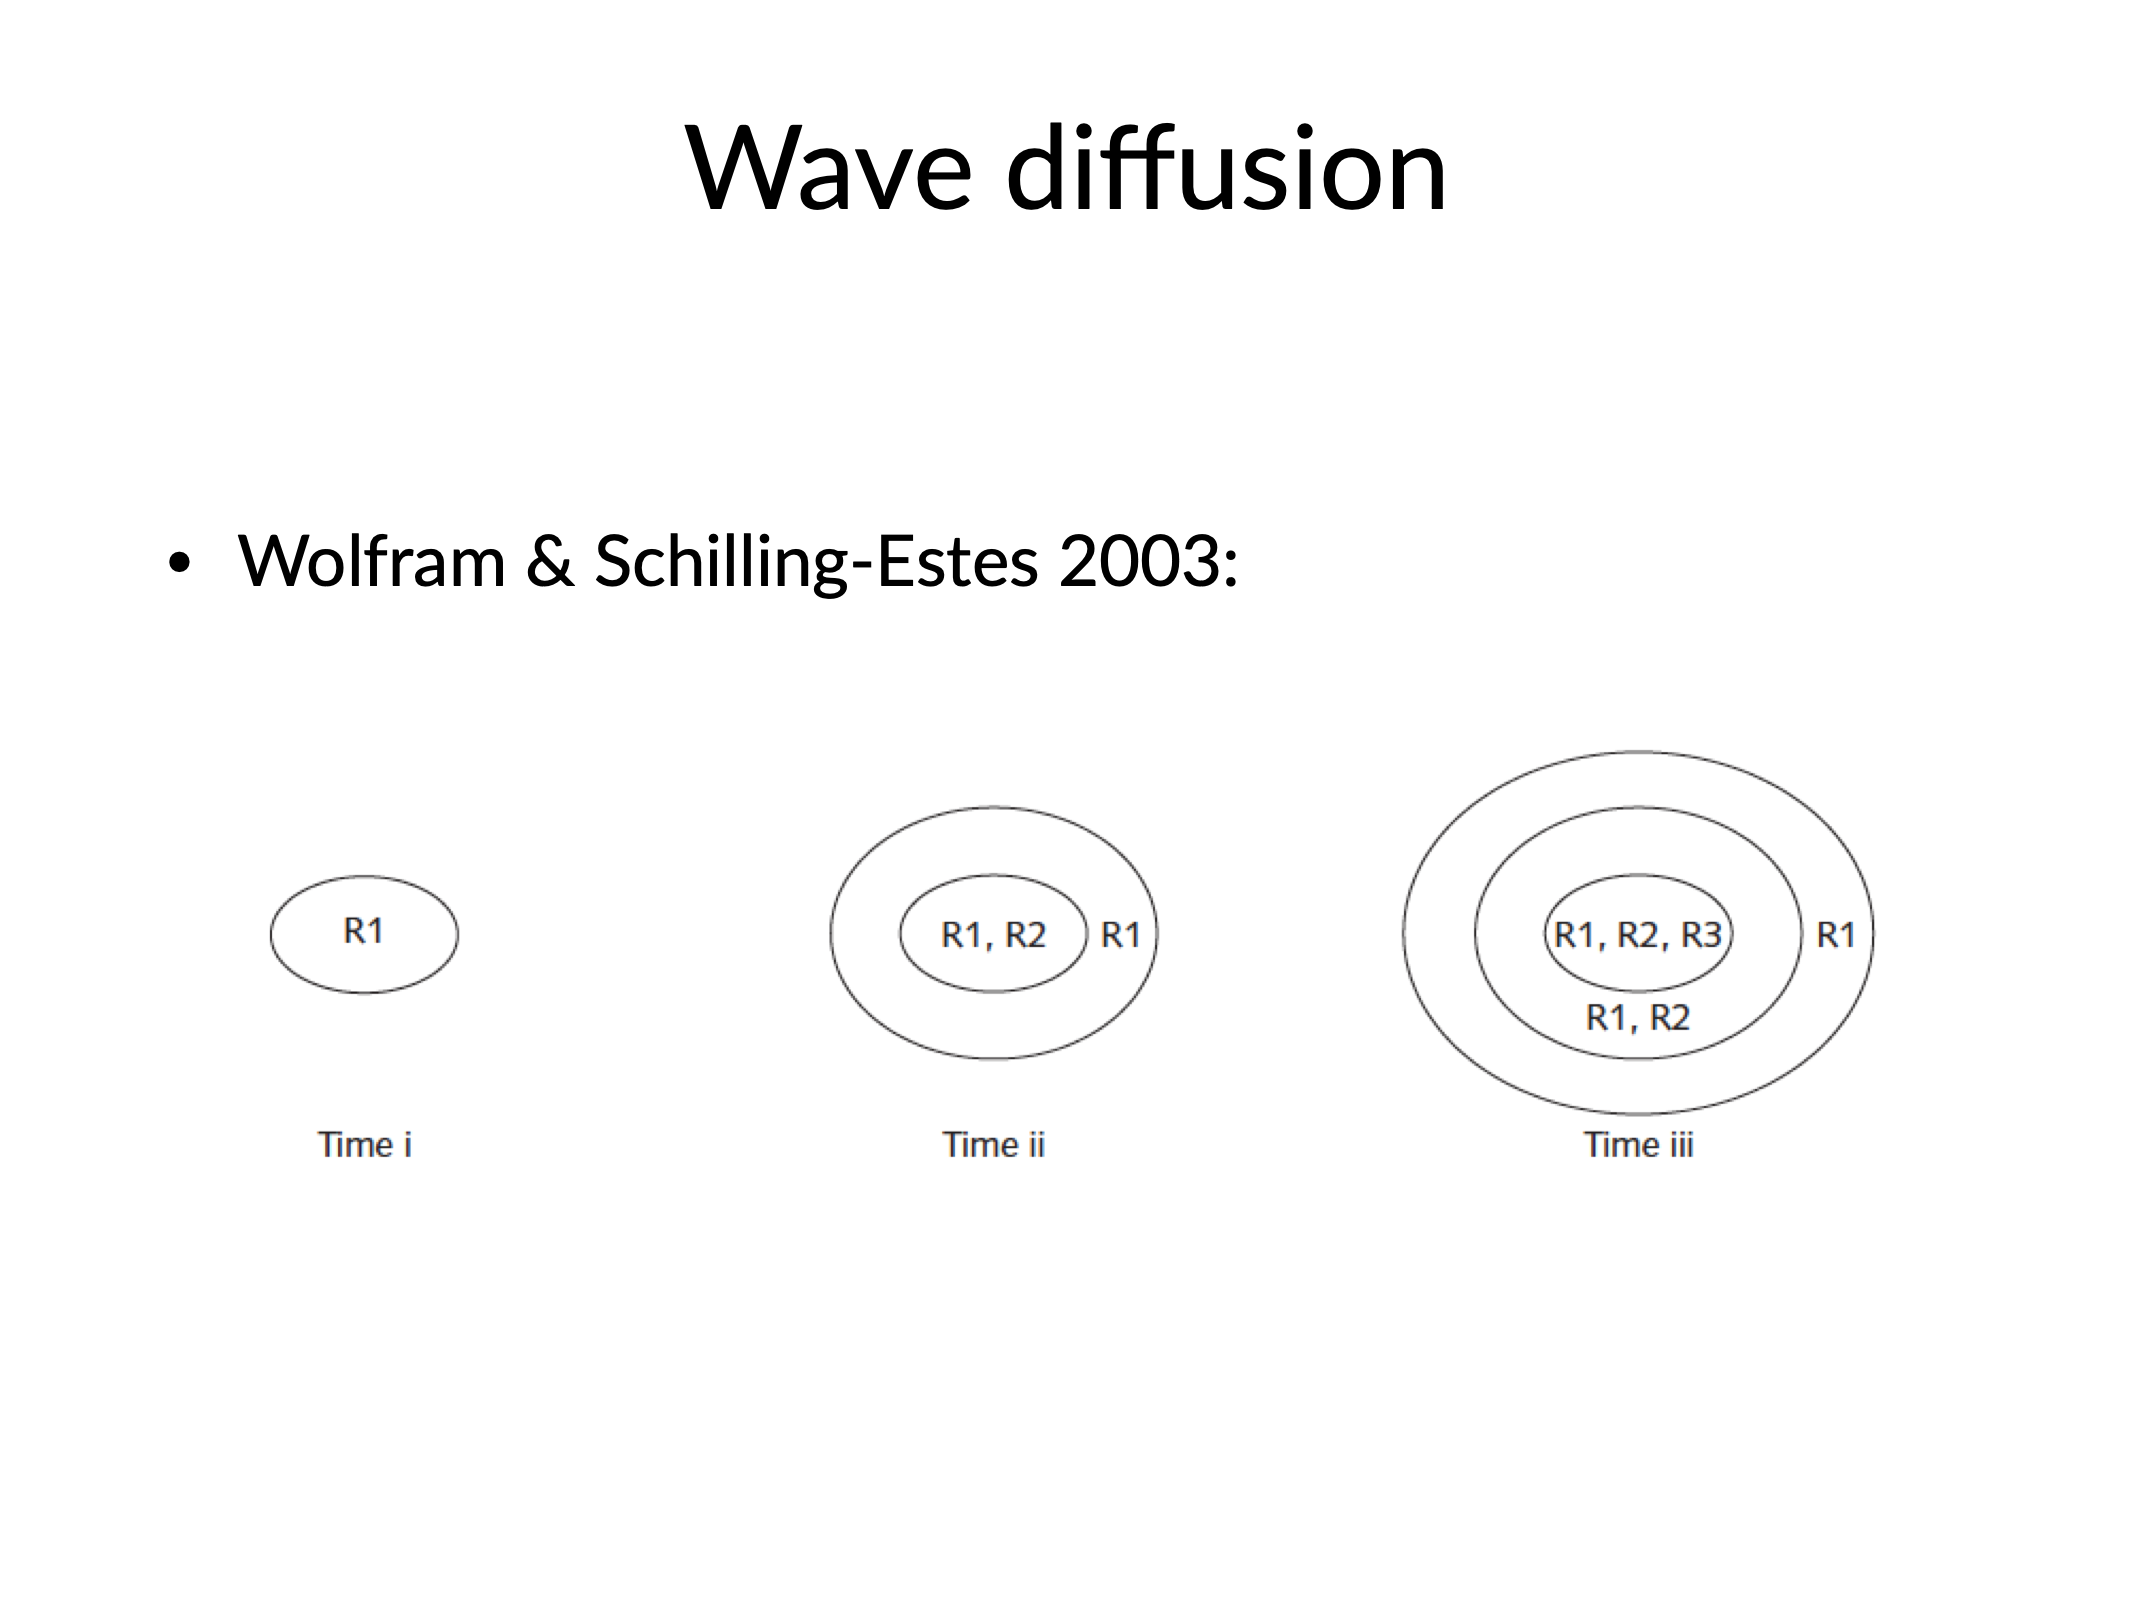 Wave diffusion
• Wolfram & Schilling-Estes 2003:
R1
R1, R2 R1
R1, R2, R3 R1
R1, R2
Time i Time ii Time iii